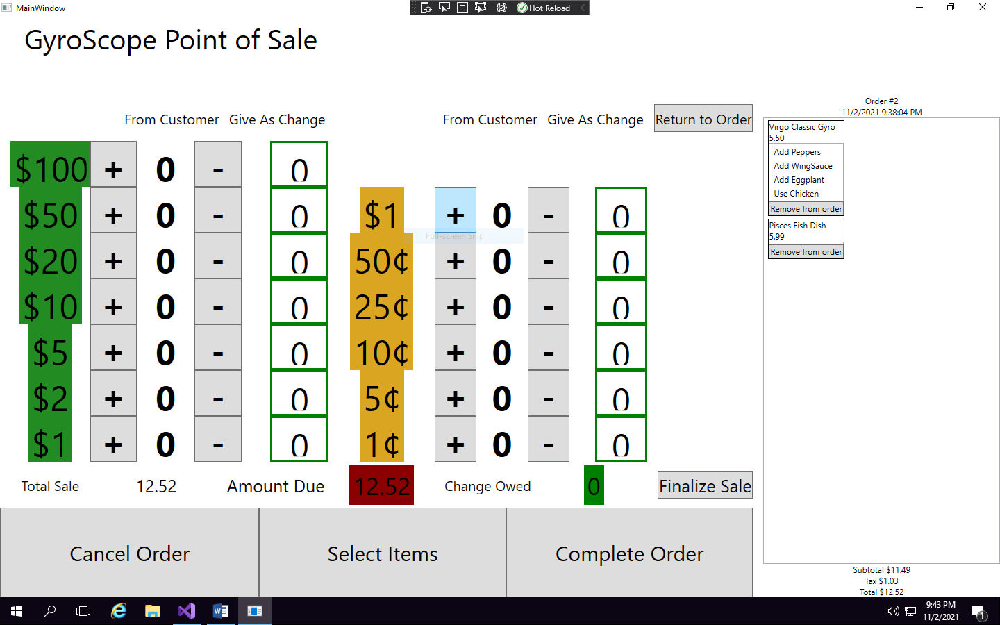 MainWindow
Hot Reload
GyroScope Point of Sale
From Customer Give As Change From Customer Give As Change Return to Order
$100 + 0 - 0
$50 + 0 - 0 $1 + 0 - 0
Full-screen Snip
$20 + 0 - 0 50¢ + 0 - 0
$10 + 0 - 0 25¢ + 0 - 0
$5 + 0 - 0 10¢ + 0 - 0
$2 + 0 - 0 5¢ + 0 - 0
$1 + 0 - 0 1¢ + 0 - 0
Total Sale 12.52 Amount Due 12.52 Change Owed 0 Finalize Sale
Cancel Order Select Items Complete Order
Order #2
11/2/2021 9:38:04 PM
Virgo Classic Gyro
5.50
Add Peppers
Add WingSauce
Add Eggplant
Use Chicken
Remove from order
Pisces Fish Dish
5.99
Remove from order
Subtotal $11.49
Tax $1.03
Total $12.52
9:43 PM
11/2/2021
1